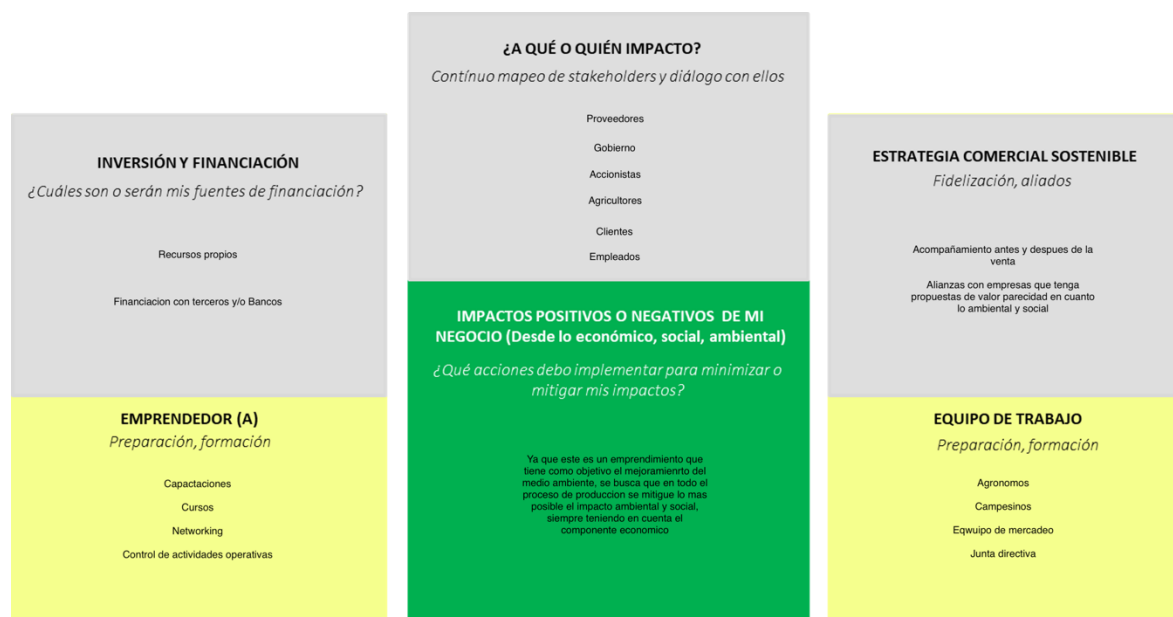 INVERSIÓN Y FINANCIACIÓN
¿Cuáles son o serán mis fuentes de financiación?
Recursos propios
Financiacion con terceros y/o Bancos
EMPRENDEDOR (A)
Preparación, formación
Capactaciones
Cursos
Networking
Control de actividades operativas
¿A QUÉ O QUIÉN IMPACTO?
Contínuo mapeo de stakeholders y diálogo con ellos
Proveedores
Gobierno
Accionistas
Agricultores
Clientes
Empleados
IMPACTOS POSITIVOS O NEGATIVOS DE MI
NEGOCIO (Desde lo económico, social, ambiental)
¿Qué acciones debo implementar para minimizar o
mitigar mis impactos?
Ya que este es un emprendimiento que
tiene como objetivo el mejoramienrto del
medio ambiente, se busca que en todo el
proceso de produccion se mitigue lo mas
posible el impacto ambiental y social,
siempre teniendo en cuenta el
componente economico
ESTRATEGIA COMERCIAL SOSTENIBLE
Fidelización, aliados
Acompañamiento antes y despues de la
venta
Alianzas con empresas que tenga
propuestas de valor parecidad en cuanto
lo ambiental y social
EQUIPO DE TRABAJO
Preparación, formación
Agronomos
Campesinos
Eqwuipo de mercadeo
Junta directiva